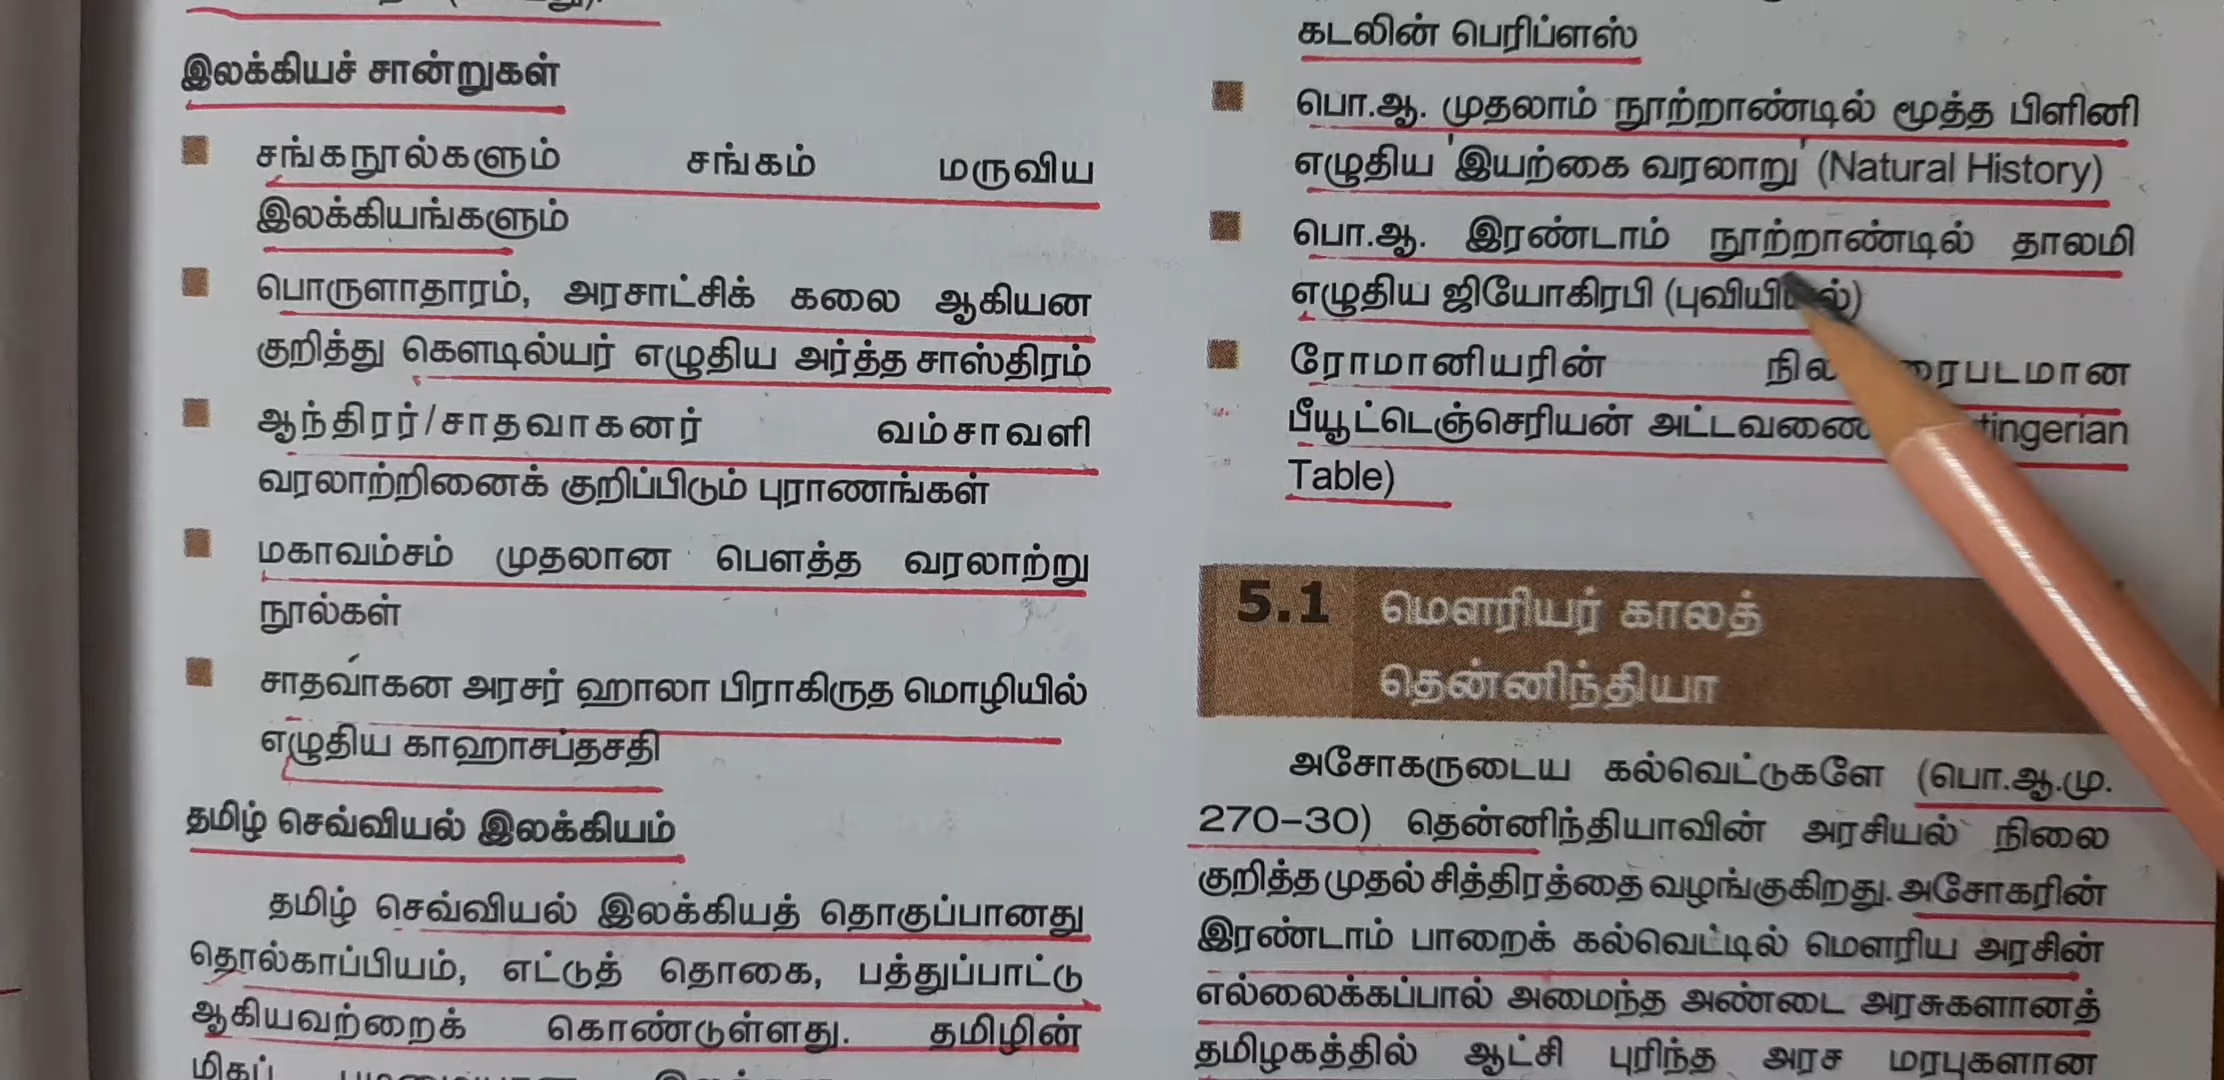 இலக்கியச் சான்றுகள்
■ சங்கநூல்களும் சங்கம் மருவிய
இலக்கியங்களும்
■ பொருளாதாரம், அரசாட்சிக் கலை ஆகியன
குறித்து கௌடில்யர் எழுதிய அர்த்த சாஸ்திரம்
■ ஆந்திரர்/சாதவாகனர் வம்சாவளி
வரலாற்றினைக் குறிப்பிடும் புராணங்கள்
■ மகாவம்சம் முதலான பௌத்த வரலாற்று
நூல்கள்
■ சாதவாகன அரசர் ஹாலா பிராகிருத மொழியில்
எழுதிய காஹாசப்தசதி
தமிழ் செவ்வியல் இலக்கியம்
தமிழ் செவ்வியல் இலக்கியத் தொகுப்பானது
தொல்காப்பியம், எட்டுத் தொகை, பத்துப்பாட்டு
ஆகியவற்றைக் கொண்டுள்ளது. தமிழின்
கடலின் பெரிப்ளஸ்
■ பொ.ஆ. முதலாம் நூற்றாண்டில் மூத்த பிளினி
எழுதிய 'இயற்கை வரலாறு' (Natural History)
■ பொ.ஆ. இரண்டாம் நூற்றாண்டில் தாலமி
எழுதிய ஜியோகிரபி
■ ரோமானியரின்
பீயூட்டெஞ்செரியன் அட்டவணை
Table)
5.1 மௌரியர் காலத்
தென்னிந்தியா
அசோகருடைய கல்வெட்டுகளே (பொ.ஆ.மு.
270–30) தென்னிந்தியாவின் அரசியல் நிலை
குறித்த முதல் சித்திரத்தை வழங்குகிறது. அசோகரின்
இரண்டாம் பாறைக் கல்வெட்டில் மௌரிய அரசின்
எல்லைக்கப்பால் அமைந்த அண்டை அரசுகளானத்
தமிழகத்தில் ஆட்சி புரிந்த அரச மரபுகளான